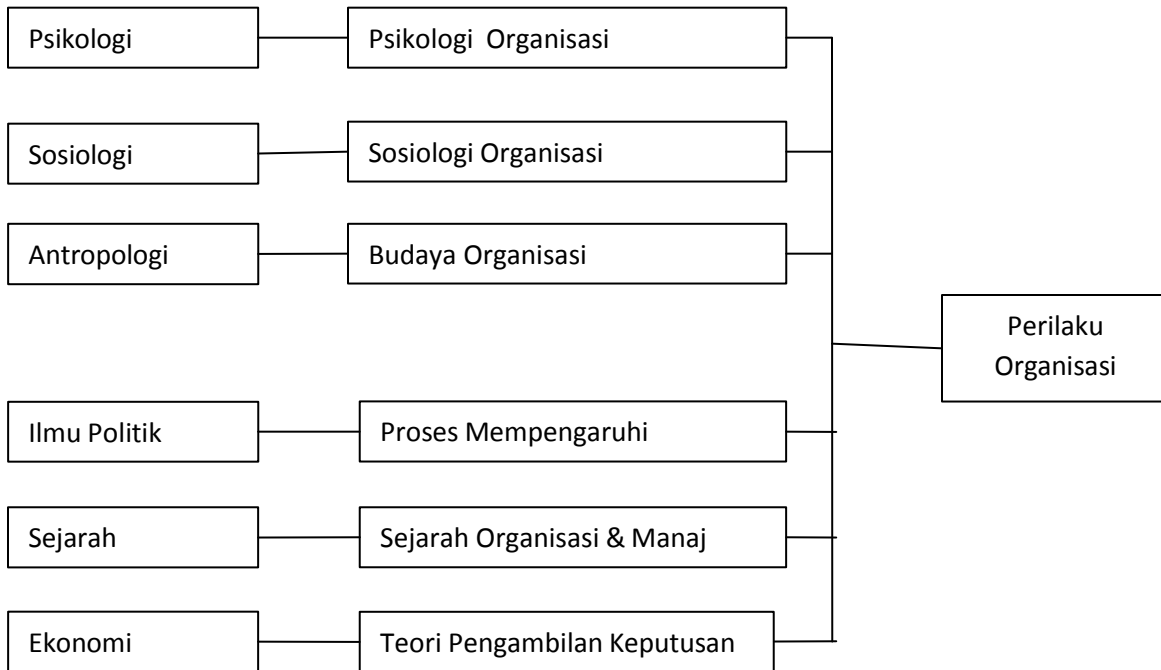 Psikologi
Psikologi  Organisasi
Sosiologi
Sosiologi Organisasi
Antropologi
Budaya Organisasi
Perilaku
Organisasi
Ilmu Politik
Proses Mempengaruhi
Sejarah
Sejarah Organisasi & Manaj
Ekonomi
Teori Pengambilan Keputusan